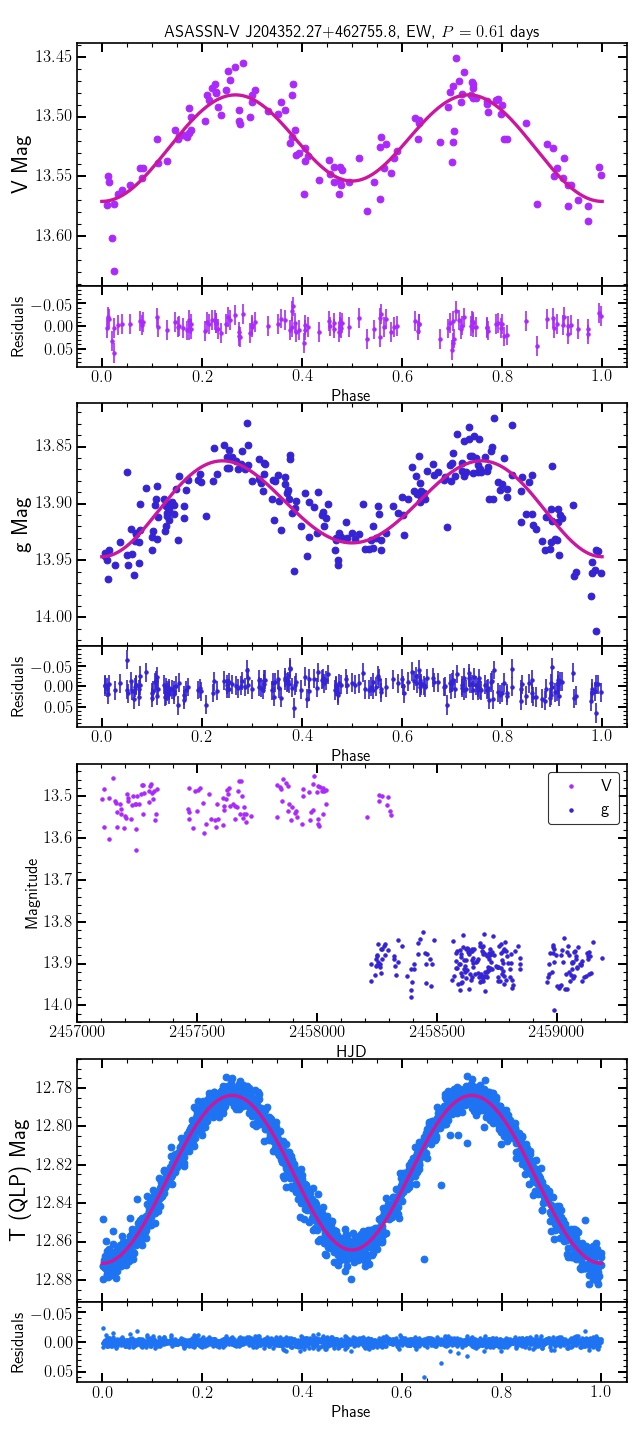 ASASSN-V J204352.27+462755.8, EW, P = 0.61 days
V Mag
13.45
13.50
13.55
13.60
Residuals
−0.05
0.00
0.05
0.0 0.2 0.4 0.6 0.8 1.0
Phase
g Mag
13.85
13.90
13.95
14.00
Residuals
−0.05
0.00
0.05
0.0 0.2 0.4 0.6 0.8 1.0
Phase
Magnitude
13.5
13.6
13.7
13.8
13.9
14.0
V
g
2457000 2457500 2458000 2458500 2459000
HJD
T (QLP) Mag
12.78
12.80
12.82
12.84
12.86
12.88
Residuals
−0.05
0.00
0.05
0.0 0.2 0.4 0.6 0.8 1.0
Phase